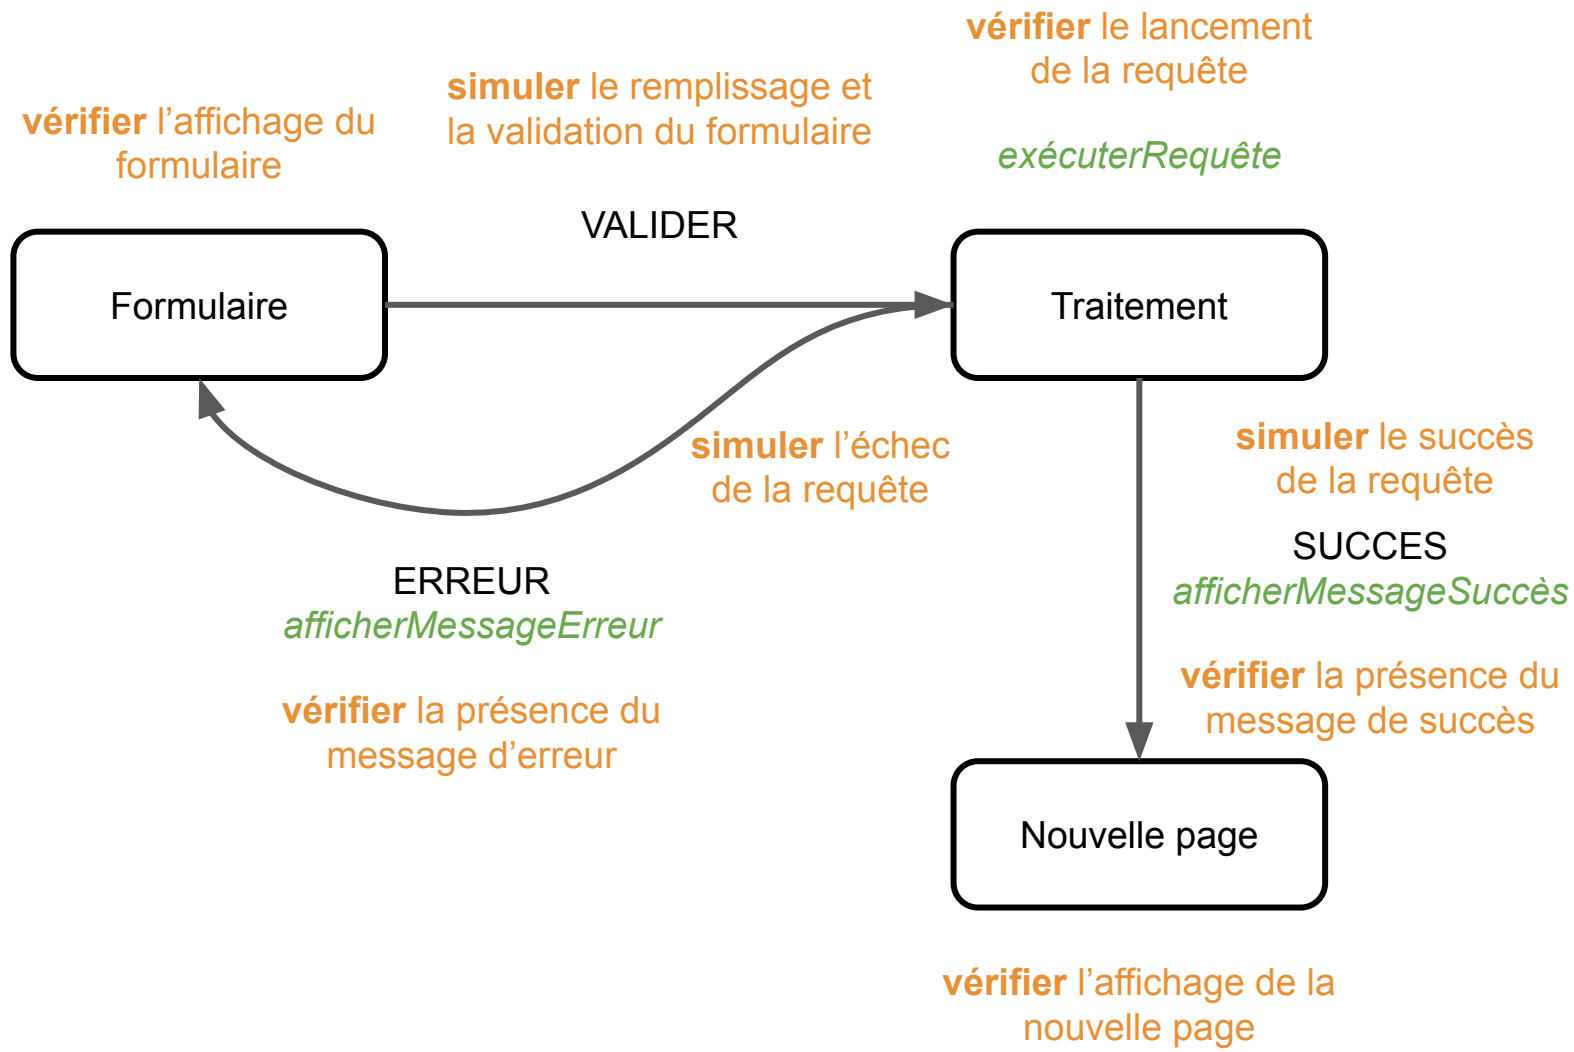 vérifier l’affichage du
formulaire
simuler le remplissage et
la validation du formulaire
vérifier le lancement
de la requête
exécuterRequête
VALIDER
Formulaire
Traitement
simuler l’échec
de la requête
simuler le succès
de la requête
ERREUR
afficherMessageErreur
SUCCES
afficherMessageSuccès
vérifier la présence du
message d’erreur
vérifier la présence du
message de succès
Nouvelle page
vérifier l’affichage de la
nouvelle page